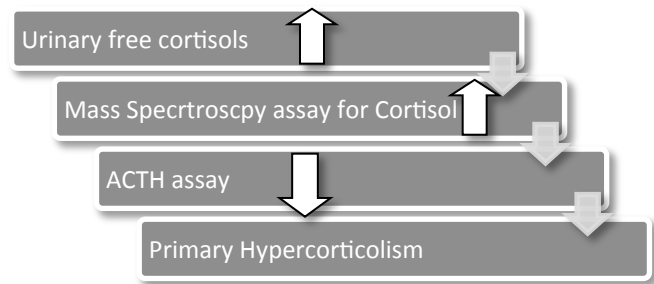 Urinary free cortisols
Mass Specrtroscpy assay for Cortisol
ACTH assay
Primary Hypercorticolism